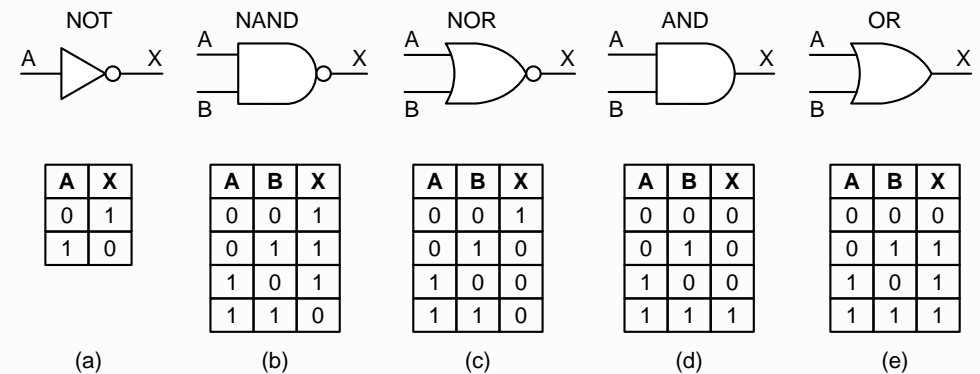 NOT NAND NOR AND OR
A X A B X A B X A B X A B X
A X
0 1
1 0
A B X
0 0 1
0 1 1
1 0 1
1 1 0
A B X
0 0 1
0 1 0
1 0 0
1 1 0
A B X
0 0 0
0 1 0
1 0 0
1 1 1
A B X
0 0 0
0 1 1
1 0 1
1 1 1
(a) (b) (c) (d) (e)